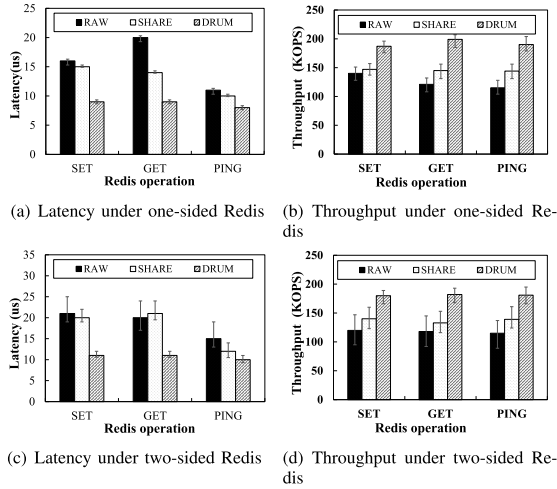 RAW SHARE DRUM
25
20
15
10
5
0
Latency(us)
SET GET PING
Redis operation
(a) Latency under one-sided Redis
RAW SHARE DRUM
200
150
100
50
0
Throughput (KOPS)
SET GET PING
Redis operation
(b) Throughput under one-sided Re-
dis
RAW SHARE DRUM
35
30
25
20
15
10
5
0
Latency (us)
SET GET PING
Redis operation
(c) Latency under two-sided Redis
RAW SHARE DRUM
250
200
150
100
50
0
Throughput (KOPS)
SET GET PING
Redis operation
(d) Throughput under two-sided Re-
dis